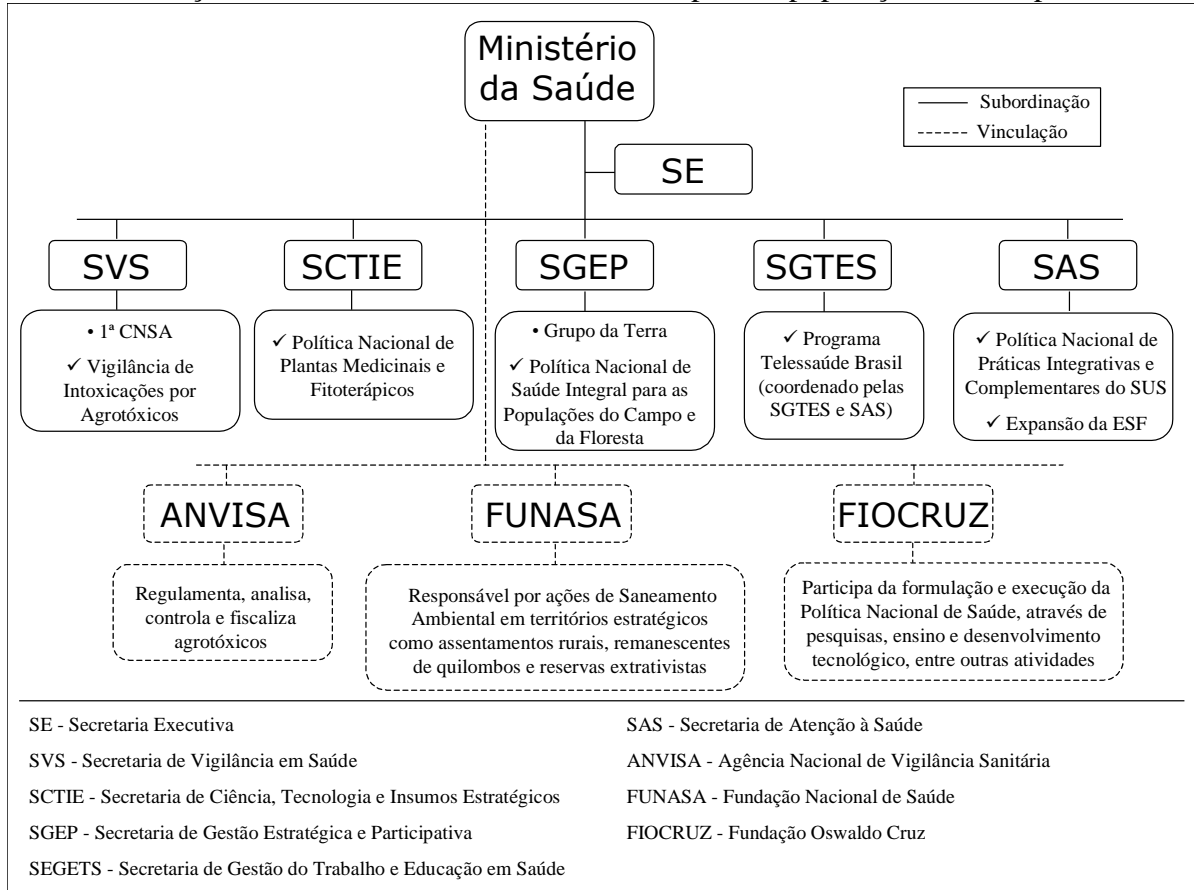 Ministério
da Saúde
Subordinação
Vinculação
SE
SVS
SCTIE
SGEP
SGTES
SAS
• 1ª CNSA
✓ Vigilância de
Intoxicações por
Agrotóxicos
✓ Política Nacional de
Plantas Medicinais e
Fitoterápicos
• Grupo da Terra
✓ Política Nacional de
Saúde Integral para as
Populações do Campo e
da Floresta
✓ Programa
Telessaúde Brasil
(coordenado pelas
SGTES e SAS)
✓ Política Nacional de
Práticas Integrativas e
Complementares do SUS
✓ Expansão da ESF
ANVISA
FUNASA
FIOCRUZ
Regulamenta, analisa,
controla e fiscaliza
agrotóxicos
Responsável por ações de Saneamento
Ambiental em territórios estratégicos
como assentamentos rurais, remanescentes
de quilombos e reservas extrativistas
Participa da formulação e execução da
Política Nacional de Saúde, através de
pesquisas, ensino e desenvolvimento
tecnológico, entre outras atividades
SE - Secretaria Executiva
SVS - Secretaria de Vigilância em Saúde
SCTIE - Secretaria de Ciência, Tecnologia e Insumos Estratégicos
SGEP - Secretaria de Gestão Estratégica e Participativa
SEGETS - Secretaria de Gestão do Trabalho e Educação em Saúde
SAS - Secretaria de Atenção à Saúde
ANVISA - Agência Nacional de Vigilância Sanitária
FUNASA - Fundação Nacional de Saúde
FIOCRUZ - Fundação Oswaldo Cruz